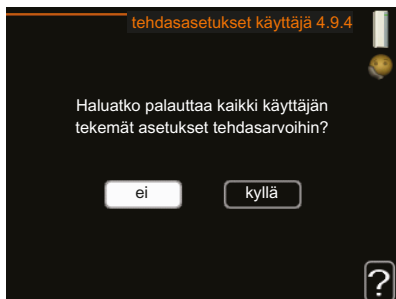 tehdasasetukset käyttäjä 4.9.4
Haluatko palauttaa kaikki käyttäjän
tekemät asetukset tehdasarvoihin?
ei
kyllä
?